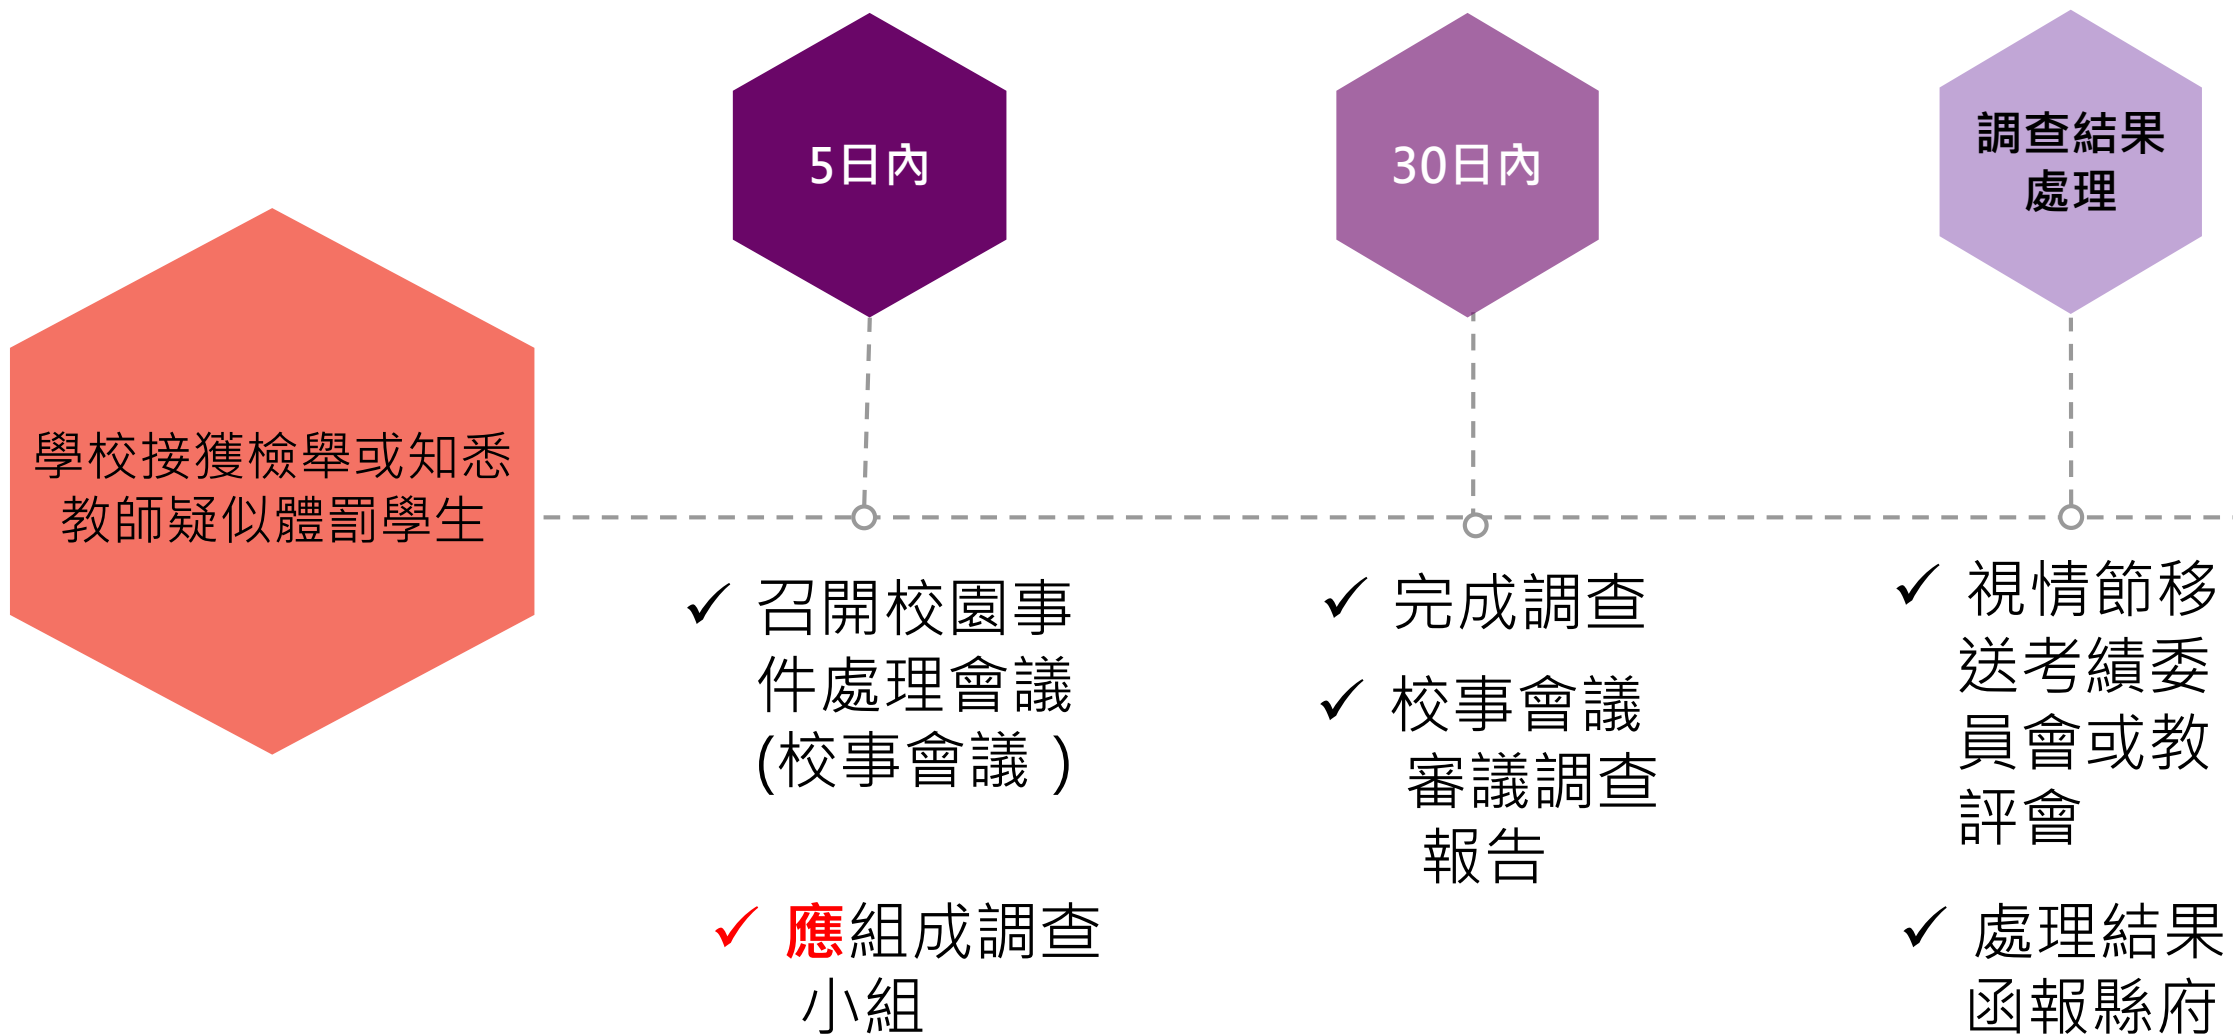 學校接獲檢舉或知悉
教師疑似體罰學生
5日內
✓ 召開校園事
件處理會議
(校事會議 )
✓ 應組成調查
小組
30日內
✓ 完成調查
✓ 校事會議
審議調查
報告
調查結果
處理
✓ 視情節移
送考績委
員會或教
評會
✓ 處理結果
函報縣府